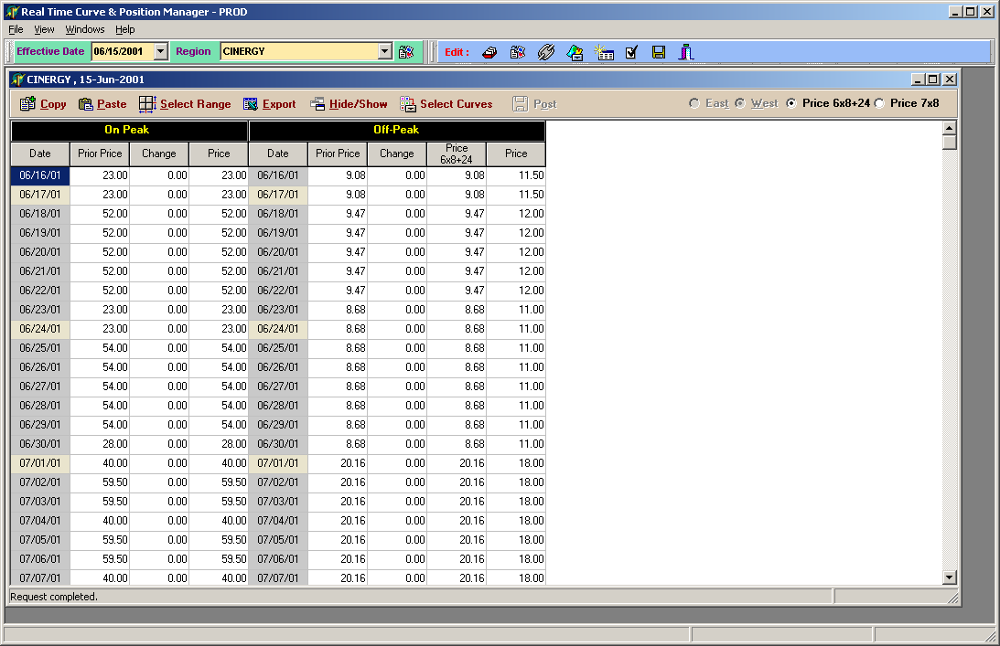 Real Time Curve & Position Manager - PROD
File View Windows Help
Effective Date 06/15/2001 Region CINERGY Edit :
CINERGY , 15-Jun-2001
Copy Paste Select Range Export Hide/Show Select Curves Post East West Price 6x8+24 Price 7x8
On Peak Off-Peak
Date Prior Price Change Price Date Prior Price Change Price 6x8+24 Price
06/16/01 23.00 0.00 23.00 06/16/01 9.08 0.00 9.08 11.50
06/17/01 23.00 0.00 23.00 06/17/01 9.08 0.00 9.08 11.50
06/18/01 52.00 0.00 52.00 06/18/01 9.47 0.00 9.47 12.00
06/19/01 52.00 0.00 52.00 06/19/01 9.47 0.00 9.47 12.00
06/20/01 52.00 0.00 52.00 06/20/01 9.47 0.00 9.47 12.00
06/21/01 52.00 0.00 52.00 06/21/01 9.47 0.00 9.47 12.00
06/22/01 52.00 0.00 52.00 06/22/01 9.47 0.00 9.47 12.00
06/23/01 23.00 0.00 23.00 06/23/01 8.68 0.00 8.68 11.00
06/24/01 23.00 0.00 23.00 06/24/01 8.68 0.00 8.68 11.00
06/25/01 54.00 0.00 54.00 06/25/01 8.68 0.00 8.68 11.00
06/26/01 54.00 0.00 54.00 06/26/01 8.68 0.00 8.68 11.00
06/27/01 54.00 0.00 54.00 06/27/01 8.68 0.00 8.68 11.00
06/28/01 54.00 0.00 54.00 06/28/01 8.68 0.00 8.68 11.00
06/29/01 54.00 0.00 54.00 06/29/01 8.68 0.00 8.68 11.00
06/30/01 28.00 0.00 28.00 06/30/01 8.68 0.00 8.68 11.00
07/01/01 40.00 0.00 40.00 07/01/01 20.16 0.00 20.16 18.00
07/02/01 59.50 0.00 59.50 07/02/01 20.16 0.00 20.16 18.00
07/03/01 59.50 0.00 59.50 07/03/01 20.16 0.00 20.16 18.00
07/04/01 40.00 0.00 40.00 07/04/01 20.16 0.00 20.16 18.00
07/05/01 59.50 0.00 59.50 07/05/01 20.16 0.00 20.16 18.00
07/06/01 59.50 0.00 59.50 07/06/01 20.16 0.00 20.16 18.00
07/07/01 40.00 0.00 40.00 07/07/01 20.16 0.00 20.16 18.00
Request completed.